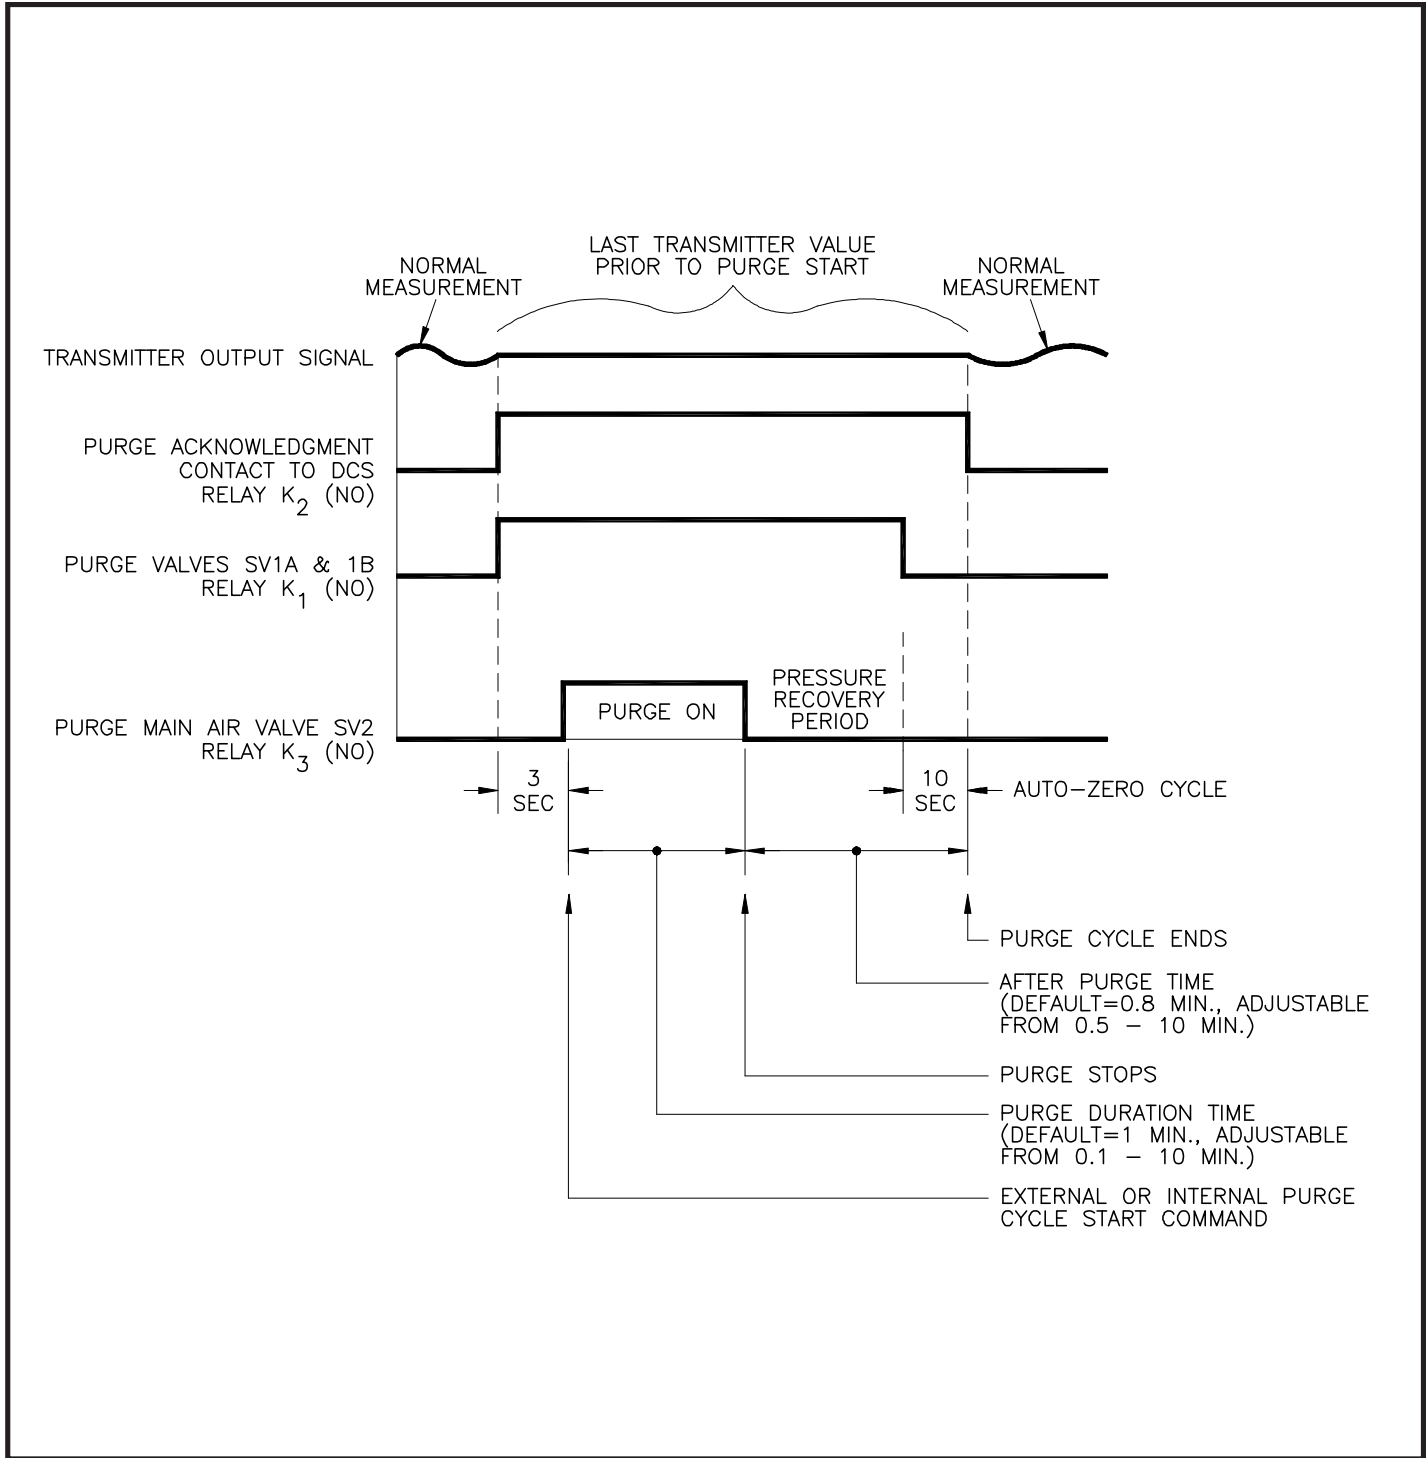 LAST TRANSMITTER VALUE
PRIOR TO PURGE START
NORMAL
MEASUREMENT
NORMAL
MEASUREMENT
TRANSMITTER OUTPUT SIGNAL
PURGE ACKNOWLEDGMENT
CONTACT TO DCS
RELAY K2 (NO)
PURGE VALVES SV1A & 1B
RELAY K1 (NO)
PURGE MAIN AIR VALVE SV2
RELAY K3 (NO)
PURGE ON
PRESSURE
RECOVERY
PERIOD
3
SEC
10
SEC
AUTO-ZERO CYCLE
PURGE CYCLE ENDS
AFTER PURGE TIME
(DEFAULT=0.8 MIN., ADJUSTABLE
FROM 0.5 - 10 MIN.)
PURGE STOPS
PURGE DURATION TIME
(DEFAULT=1 MIN., ADJUSTABLE
FROM 0.1 - 10 MIN.)
EXTERNAL OR INTERNAL PURGE
CYCLE START COMMAND